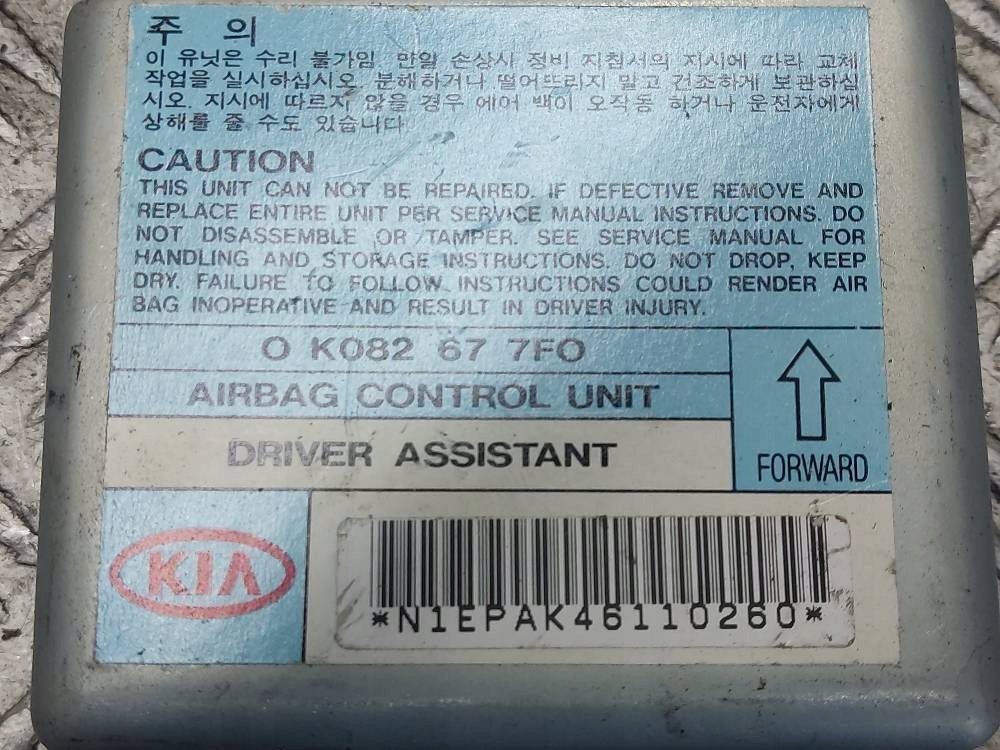 주 의
이 유닛은 수리 불가임. 만일 손상시 정비 지침서의 지시에 따라 교체
작업을 실시하십시오. 분해하거나 떨어뜨리지 말고 건조하게 보관하십
시오. 지시에 따르지 않을 경우 에어 백이 오작동 하거나 운전자에게
상해를 줄 수도 있습니다
CAUTION
THIS UNIT CAN NOT BE REPAIRED. IF DEFECTIVE REMOVE AND
REPLACE ENTIRE UNIT PER SERVICE MANUAL INSTRUCTIONS. DO
NOT DISASSEMBLE OR TAMPER. SEE SERVICE MANUAL FOR
HANDLING AND STORAGE INSTRUCTIONS. DO NOT DROP, KEEP
DRY. FAILURE TO FOLLOW INSTRUCTIONS COULD RENDER AIR
BAG INOPERATIVE AND RESULT IN DRIVER INJURY.
O K082 67 7FO
AIRBAG CONTROL UNIT
DRIVER ASSISTANT
FORWARD
KIA
*N1EPAK46110260*